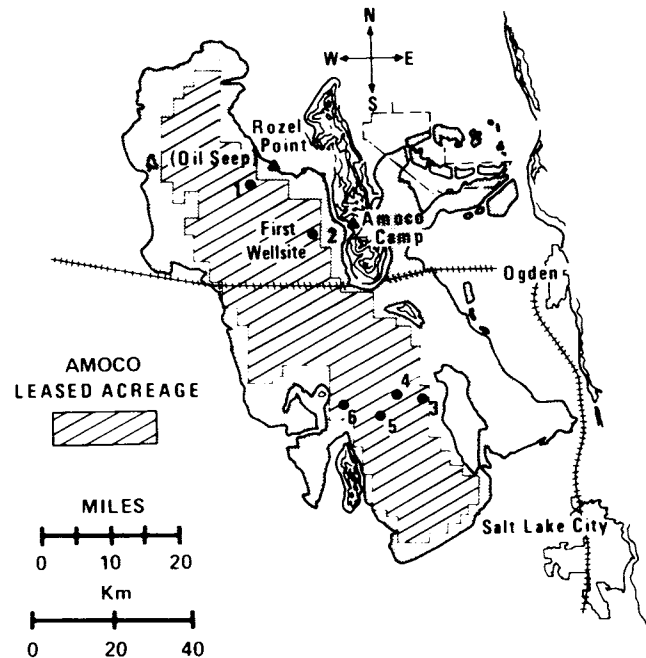 N
W E
S
Rozel
Point
(Oil Seep)
1
First
Wellsite
2
Amoco
Camp
Ogden
AMOCO
LEASED ACREAGE
4
3
6
5
MILES
0 10 20
Salt Lake City
Km
0 20 40